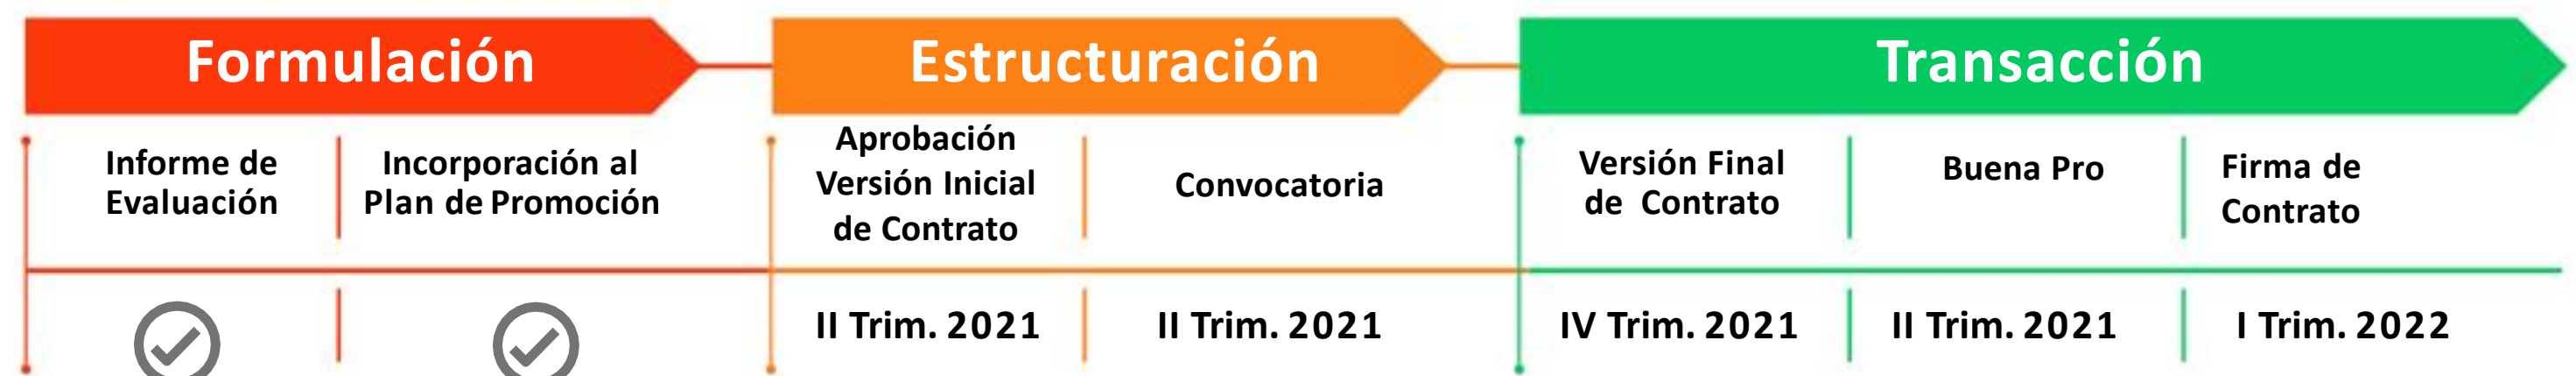 Formulación
Estructuración
Transacción
Informe de
Evaluación
Incorporación al
Plan de Promoción
Aprobación
Versión Inicial
de Contrato
Convocatoria
Versión Final
de Contrato
Buena Pro
Firma de
Contrato
II Trim. 2021
II Trim. 2021
IV Trim. 2021
II Trim. 2021
I Trim. 2022